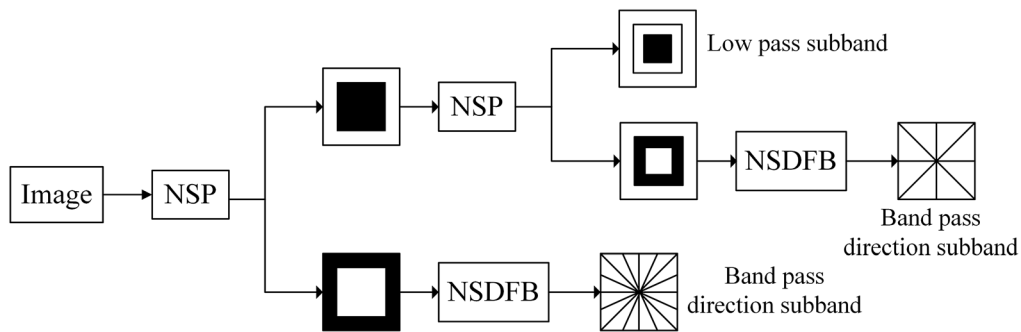 Low pass subband
NSP
Image
NSP
NSDFB
Band pass
direction subband
NSDFB
Band pass
direction subband